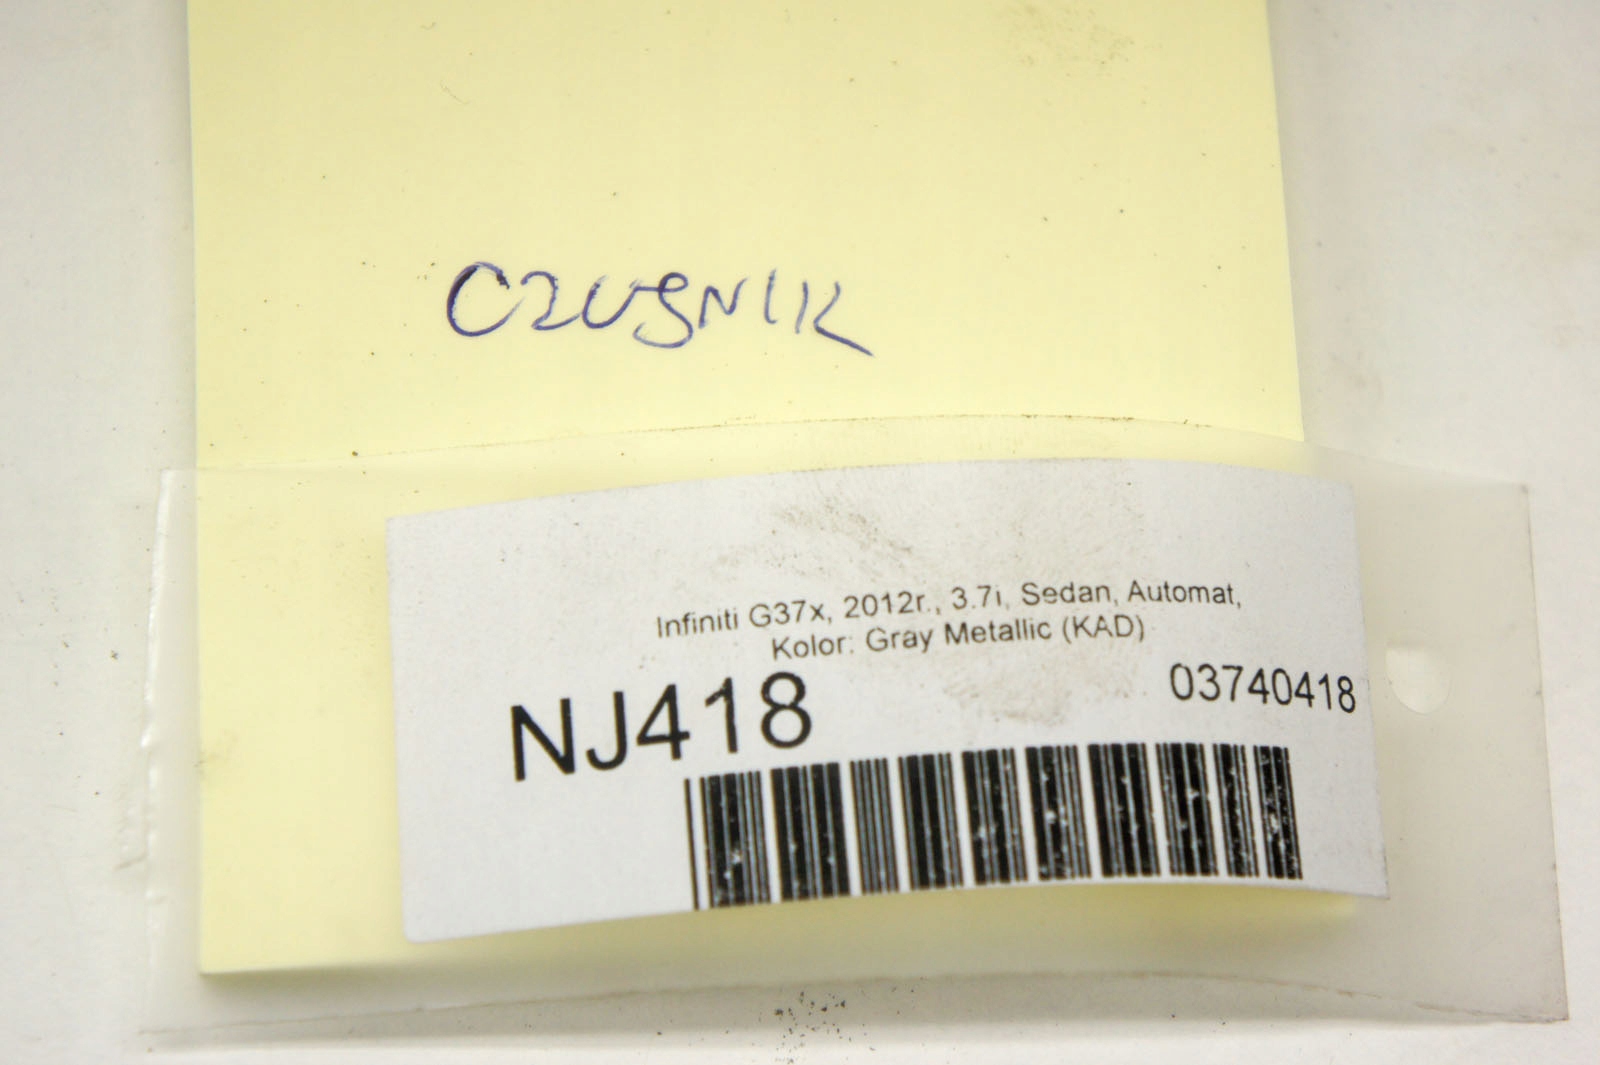 CZUJNIK
Infiniti G37x, 2012r., 3.7i, Sedan, Automat,
Kolor: Gray Metallic (KAD)
NJ418
03740418